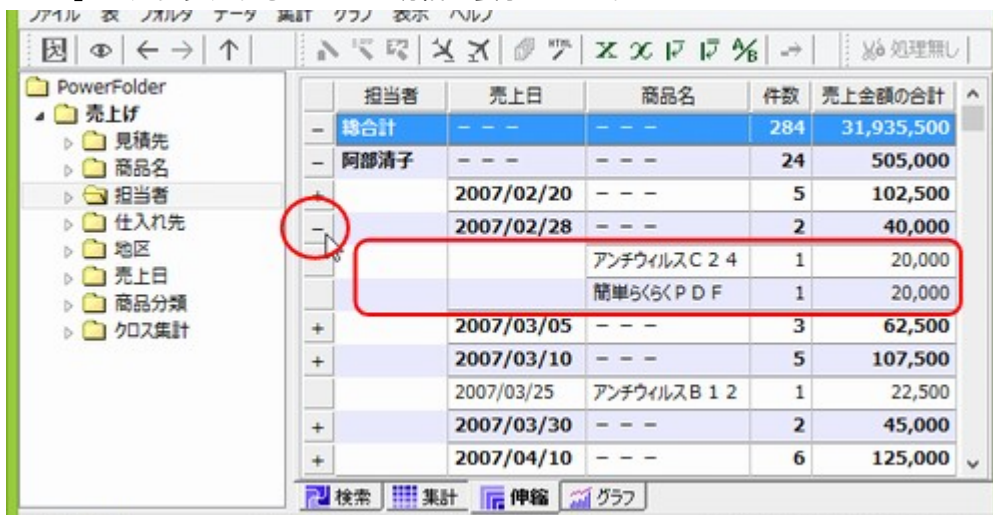 ファイル 表 フォルダ データ 集計 グラフ 表示 ヘルプ
HTML 処理無し
PowerFolder
売上げ
見積先
商品名
担当者
仕入れ先
地区
売上日
商品分類
クロス集計
担当者 売上日 商品名 件数 売上金額の合計
− 総合計 − − − − − − 284 31,935,500
− 阿部清子 − − − − − − 24 505,000
+ 2007/02/20 − − − 5 102,500
− 2007/02/28 − − − 2 40,000
アンチウィルスC24 1 20,000
簡単らくらくPDF 1 20,000
+ 2007/03/05 − − − 3 62,500
+ 2007/03/10 − − − 5 107,500
2007/03/25 アンチウィルスB12 1 22,500
+ 2007/03/30 − − − 2 45,000
+ 2007/04/10 − − − 6 125,000
検索 集計 伸縮 グラフ